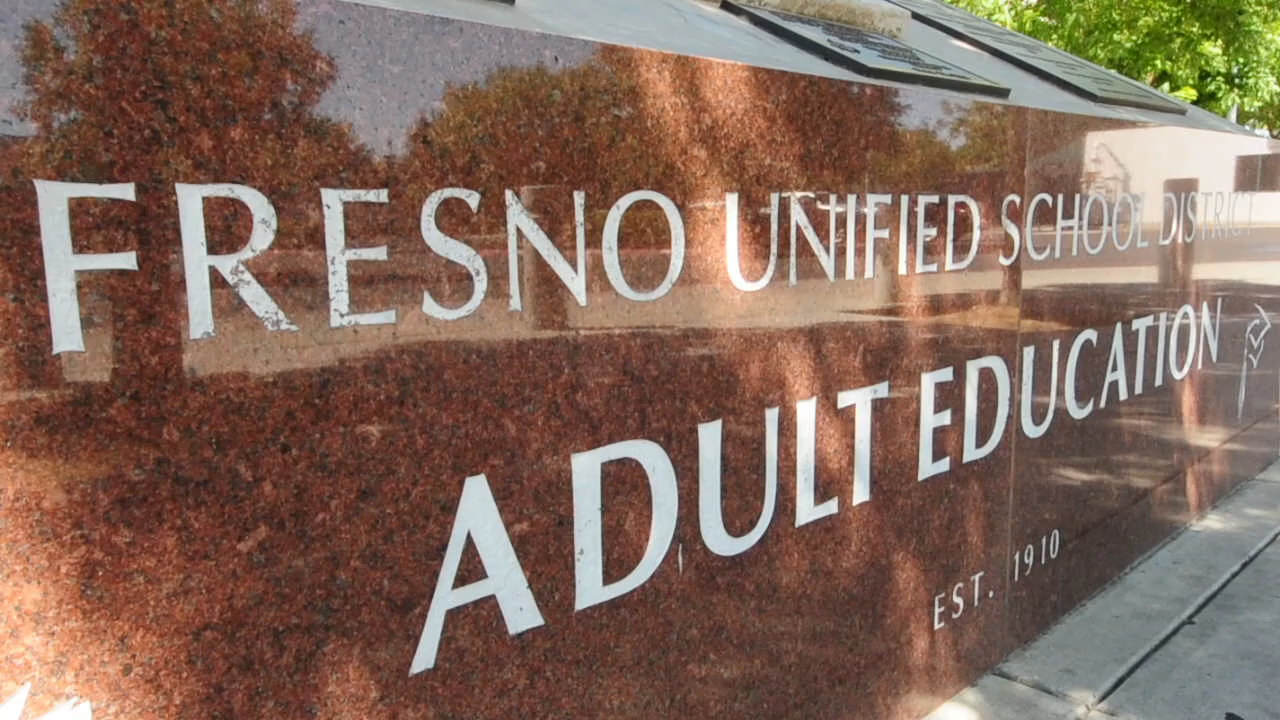 FRESNO UNIFIED SCHOOL DISTRICT
ADULT EDUCATION
EST. 1910